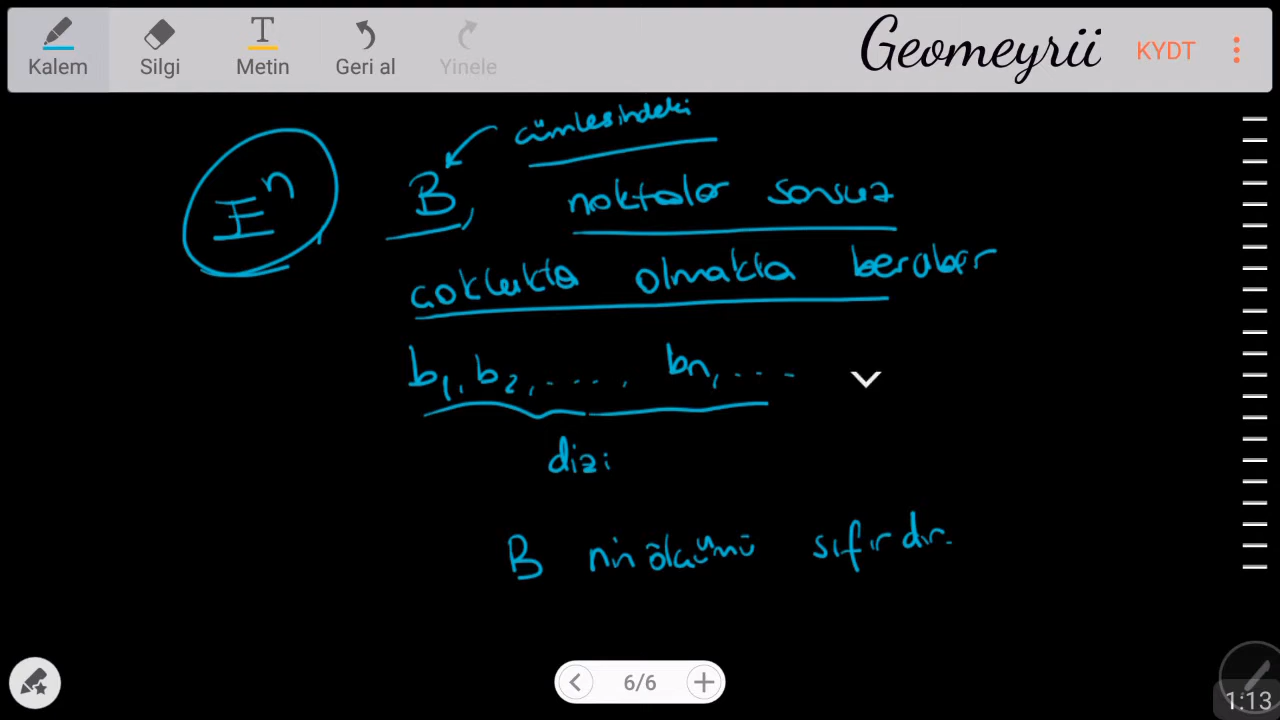 Kalem Silgi Metin Geri al Yinele Geomeyrii KYDT
cümlesindeki
Eⁿ B, noktalar sonsuz
çoklukta olmakla beraber
b₁, b₂, ...., bn, ...
dizi
B nin ölçümü sıfırdır.
6/6
1:13